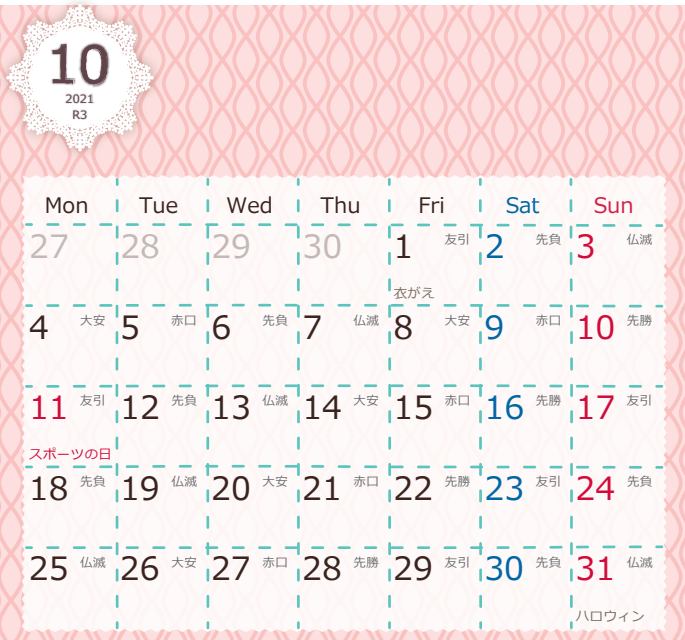 10
2021
R3
Mon Tue Wed Thu Fri Sat Sun
27 28 29 30 1 友引 2 先負 3 仏滅
衣がえ
4 大安 5 赤口 6 先負 7 仏滅 8 大安 9 赤口 10 先勝
11 友引 12 先負 13 仏滅 14 大安 15 赤口 16 先勝 17 友引
スポーツの日
18 先負 19 仏滅 20 大安 21 赤口 22 先勝 23 友引 24 先負
25 仏滅 26 大安 27 赤口 28 先勝 29 友引 30 先負 31 仏滅
ハロウィン